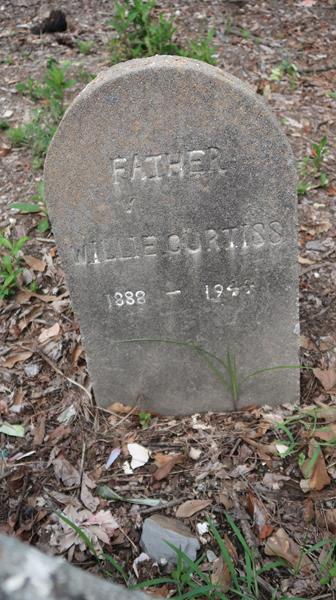 FATHER
WILLIE CURTISS
1888 –